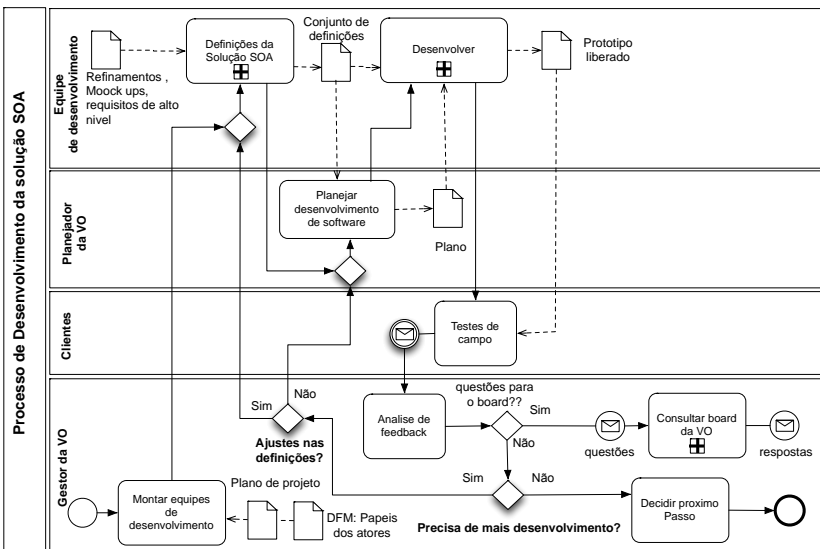 Processo de Desenvolvimento da solução SOA
Equipe
de desenvolvimento
Refinamentos ,
Moock ups,
requisitos de alto
nivel
Definições da
Solução SOA
Conjunto de
definições
Desenvolver
Prototipo
liberado
Planejador
da VO
Planejar
desenvolvimento
de software
Plano
Clientes
Testes de
campo
Gestor da VO
Sim
Não
Ajustes nas
definições?
Analise de
feedback
questões para
o board??
Sim
Não
questões
Consultar board
da VO
respostas
Sim
Não
Precisa de mais desenvolvimento?
Decidir proximo
Passo
Montar equipes
de desenvolvimento
Plano de projeto
DFM: Papeis
dos atores